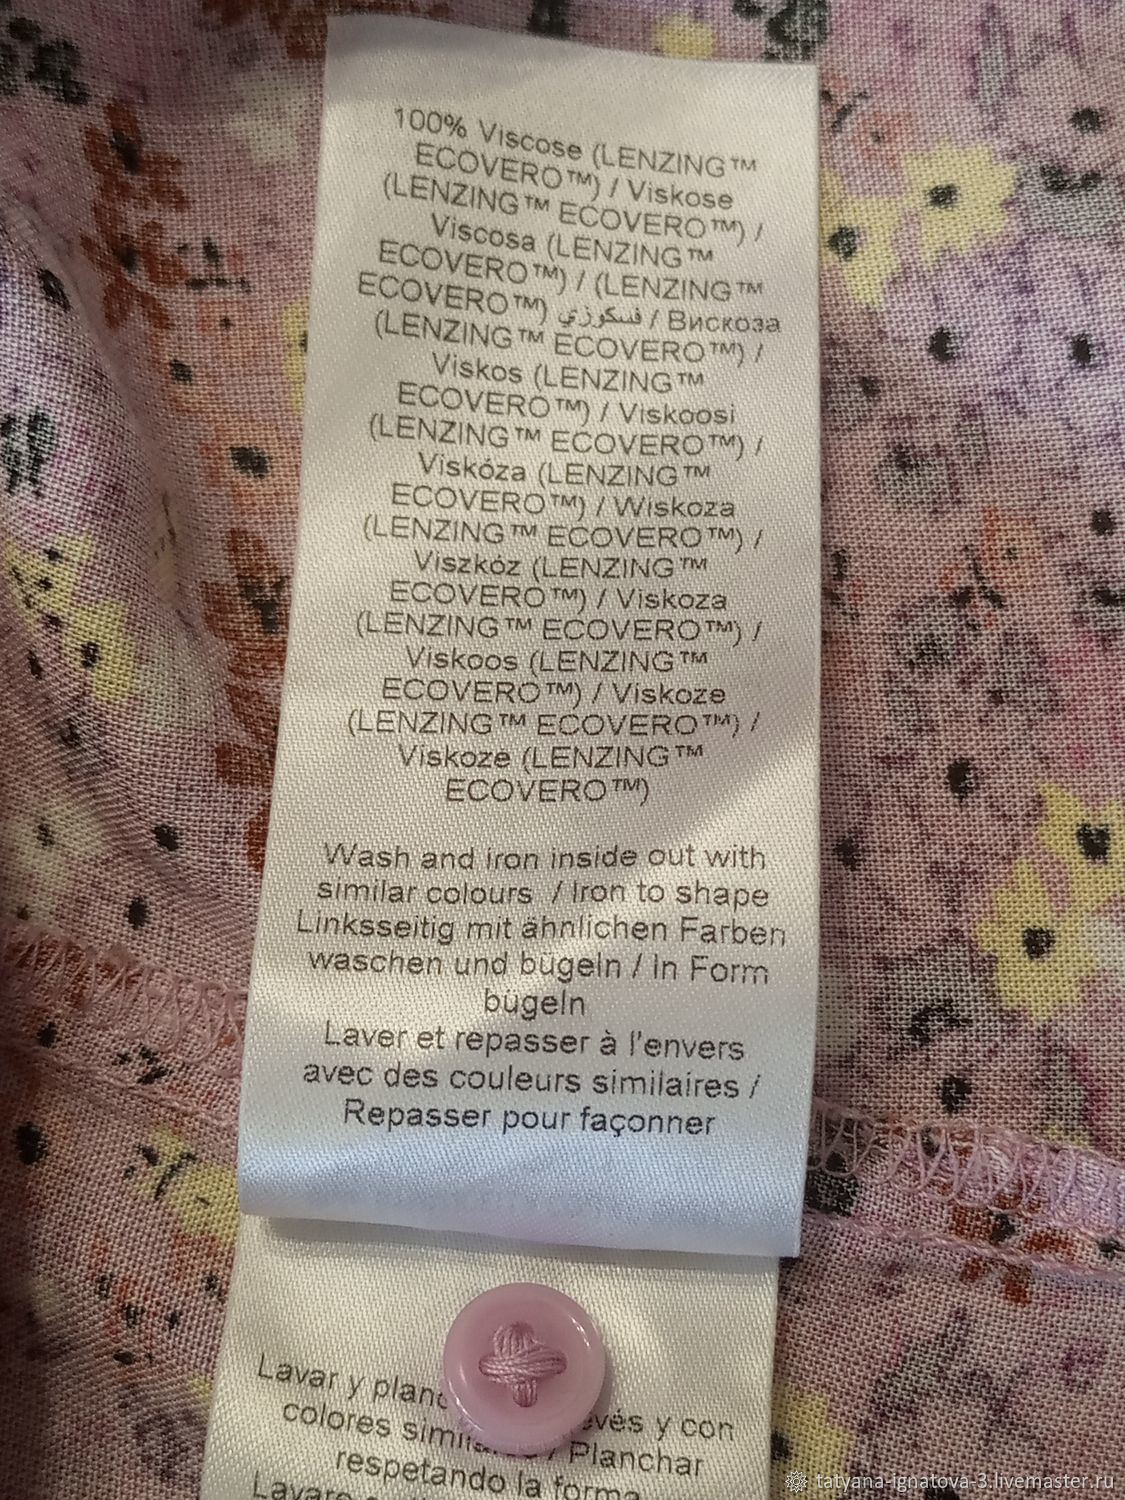 100% Viscose (LENZING™
ECOVERO™) / Viskose
(LENZING™ ECOVERO™) /
Viscosa (LENZING™
ECOVERO™) / (LENZING™
ECOVERO™) فسكوزي / Вискоза
(LENZING™ ECOVERO™) /
Viskos (LENZING™
ECOVERO™) / Viskoosi
(LENZING™ ECOVERO™) /
Viskóza (LENZING™
ECOVERO™) / Wiskoza
(LENZING™ ECOVERO™) /
Viszkóz (LENZING™
ECOVERO™) / Viskoza
(LENZING™ ECOVERO™) /
Viskoos (LENZING™
ECOVERO™) / Viskoze
(LENZING™ ECOVERO™) /
Viskoze (LENZING™
ECOVERO™)
Wash and iron inside out with
similar colours / Iron to shape
Linksseitig mit ähnlichen Farben
waschen und bügeln / In Form
bügeln
Laver et repasser à l'envers
avec des couleurs similaires /
Repasser pour façonner
Lavar y y con
colores / Planchar
respetando la forma
tatyana-ignatova-3.livemaster.ru